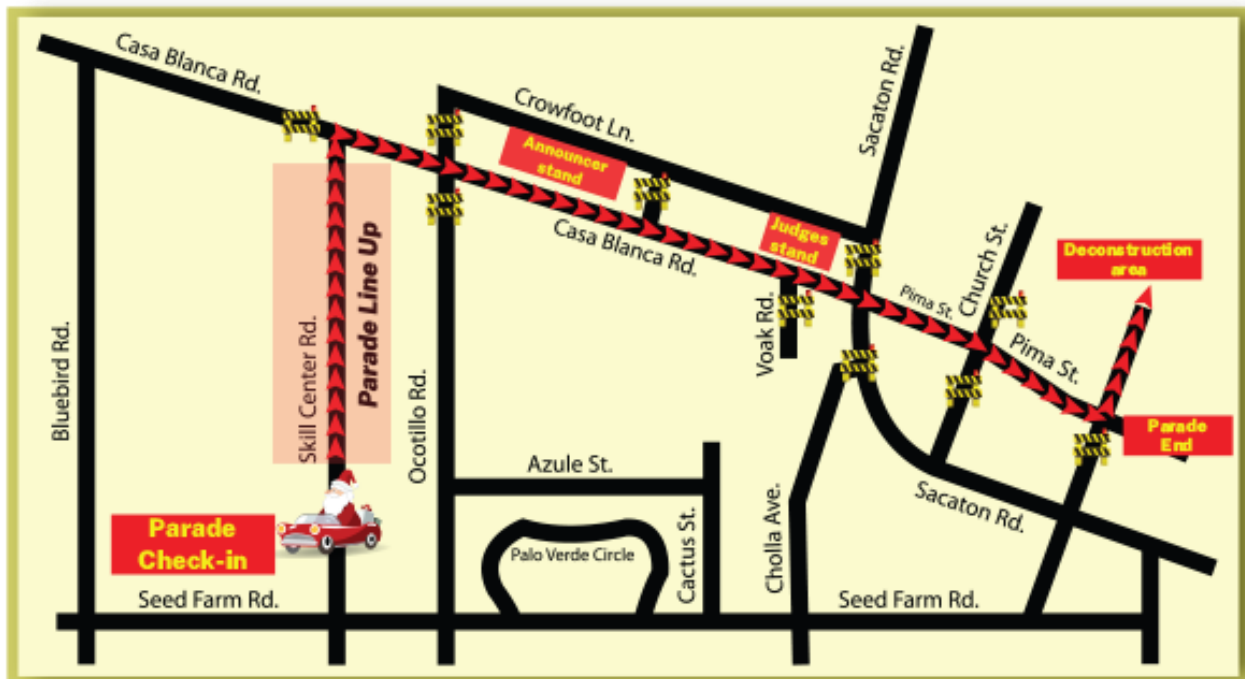 Casa Blanca Rd.
Crowfoot Ln.
Sacaton Rd.
Announcer
stand
Judges
stand
Casa Blanca Rd.
Church St.
Deconstruction
area
Pima St.
Pima St.
Voak Rd.
Parade Line Up
Skill Center Rd.
Bluebird Rd.
Ocotillo Rd.
Parade
End
Azule St.
Sacaton Rd.
Cholla Ave.
Cactus St.
Palo Verde Circle
Parade
Check-in
Seed Farm Rd.
Seed Farm Rd.